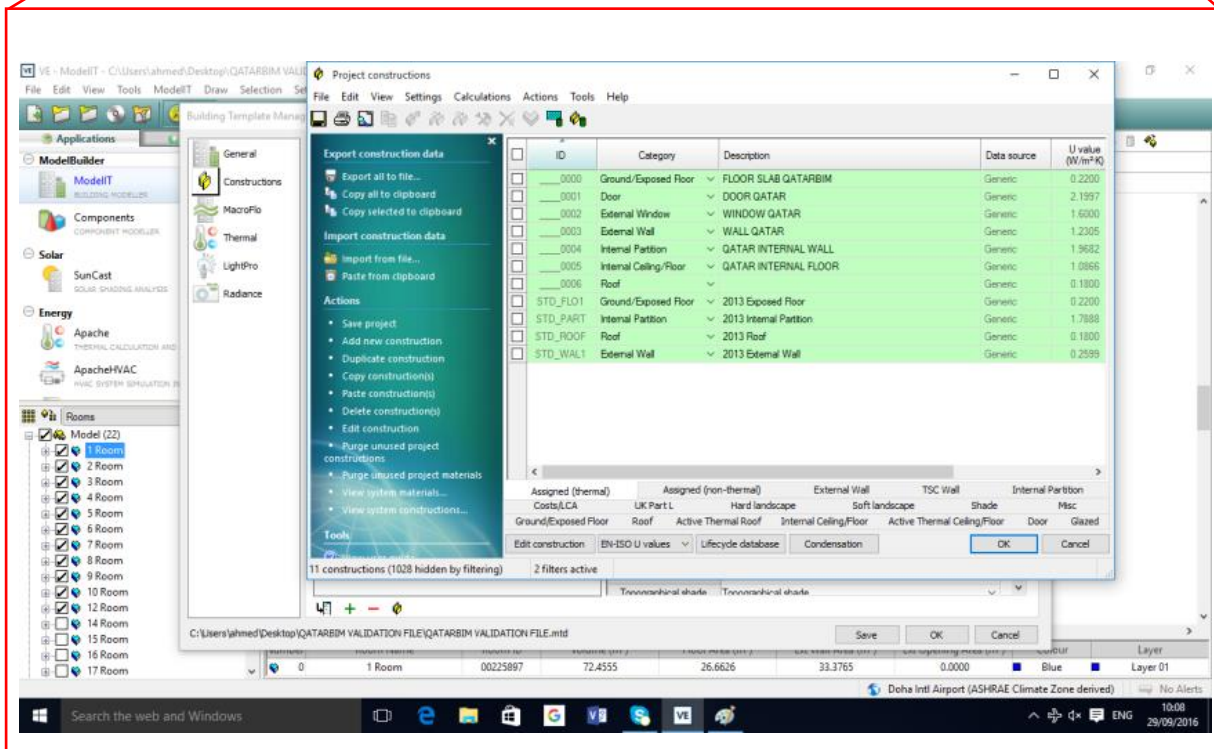 VE - ModelIT - C:\Users\ahmed\Desktop\QATARBIM VALI
File Edit View Tools ModelIT Draw Selection Set
Building Template Manag
Applications
ModelBuilder
ModelIT
BUILDING MODELLER
Components
COMPONENT MODELLER
Solar
SunCast
SOLAR SHADING ANALYSIS
Energy
Apache
THERMAL CALCULATION AND
ApacheHVAC
HVAC SYSTEM SIMULATION
Rooms
Model (22)
1 Room
2 Room
3 Room
4 Room
5 Room
6 Room
7 Room
8 Room
9 Room
10 Room
12 Room
14 Room
15 Room
16 Room
17 Room
General
Constructions
MacroFlo
Thermal
LightPro
Radiance
Project constructions
File Edit View Settings Calculations Actions Tools Help
Export construction data
Export all to file...
Copy all to clipboard
Copy selected to clipboard
Import construction data
Import from file...
Paste from clipboard
Actions
Save project
Add new construction
Duplicate construction
Copy construction(s)
Paste construction(s)
Delete construction(s)
Edit construction
Purge unused project constructions
Purge unused project materials
View system materials...
View system constructions...
Tools
ID Category Description Data source U value (W/m²·K)
____0000 Ground/Exposed Floor FLOOR SLAB QATARBIM Generic 0.2200
____0001 Door DOOR QATAR Generic 2.1997
____0002 External Window WINDOW QATAR Generic 1.6000
____0003 External Wall WALL QATAR Generic 1.2305
____0004 Internal Partition QATAR INTERNAL WALL Generic 1.9682
____0005 Internal Ceiling/Floor QATAR INTERNAL FLOOR Generic 1.0866
____0006 Roof Generic 0.1800
STD_FLO1 Ground/Exposed Floor 2013 Exposed Floor Generic 0.2200
STD_PART Internal Partition 2013 Internal Partition Generic 1.7888
STD_ROOF Roof 2013 Roof Generic 0.1800
STD_WAL1 External Wall 2013 External Wall Generic 0.2599
Assigned (thermal) Assigned (non-thermal) External Wall TSC Wall Internal Partition
Costs/LCA UK Part L Hard landscape Soft landscape Shade Misc
Ground/Exposed Floor Roof Active Thermal Roof Internal Ceiling/Floor Active Thermal Ceiling/Floor Door Glazed
Edit construction EN-ISO U values Lifecycle database Condensation OK Cancel
11 constructions (1028 hidden by filtering) 2 filters active
Topographical shade Topographical shade
C:\Users\ahmed\Desktop\QATARBIM VALIDATION FILE\QATARBIM VALIDATION FILE.mtd Save OK Cancel
Layer
0 1 Room 00225897 72.4555 26.6626 33.3765 0.0000 Blue Layer 01
Doha Intl Airport (ASHRAE Climate Zone derived) No Alerts
Search the web and Windows
ENG
10:08
29/09/2016